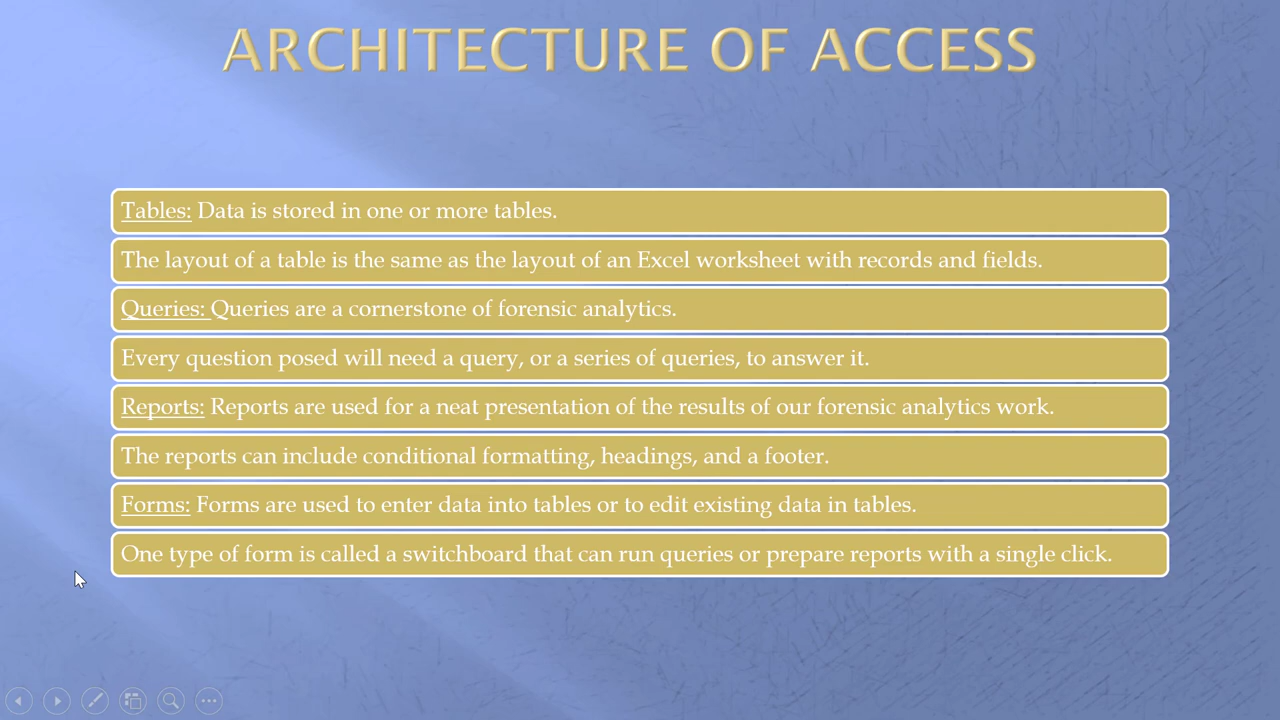 ARCHITECTURE OF ACCESS
Tables: Data is stored in one or more tables.
The layout of a table is the same as the layout of an Excel worksheet with records and fields.
Queries: Queries are a cornerstone of forensic analytics.
Every question posed will need a query, or a series of queries, to answer it.
Reports: Reports are used for a neat presentation of the results of our forensic analytics work.
The reports can include conditional formatting, headings, and a footer.
Forms: Forms are used to enter data into tables or to edit existing data in tables.
One type of form is called a switchboard that can run queries or prepare reports with a single click.